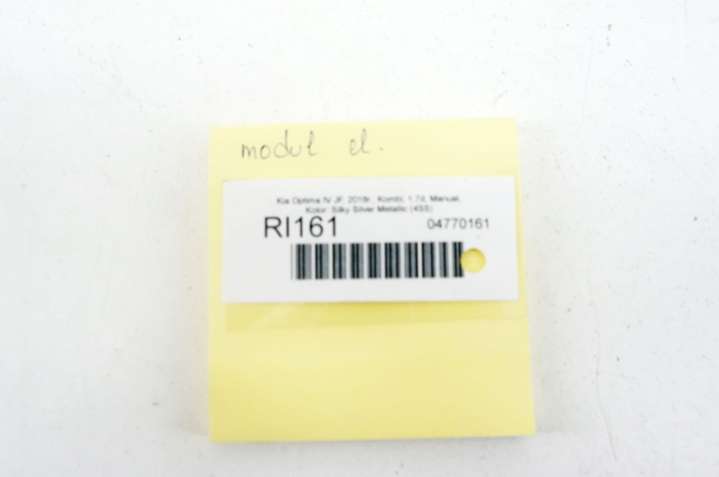 modul el.
Kia Optima IV JF. 2018r. Kombi. 1.7d, Manual.
Kolor: Silky Silver Metallic (4SS)
RI161
04770161